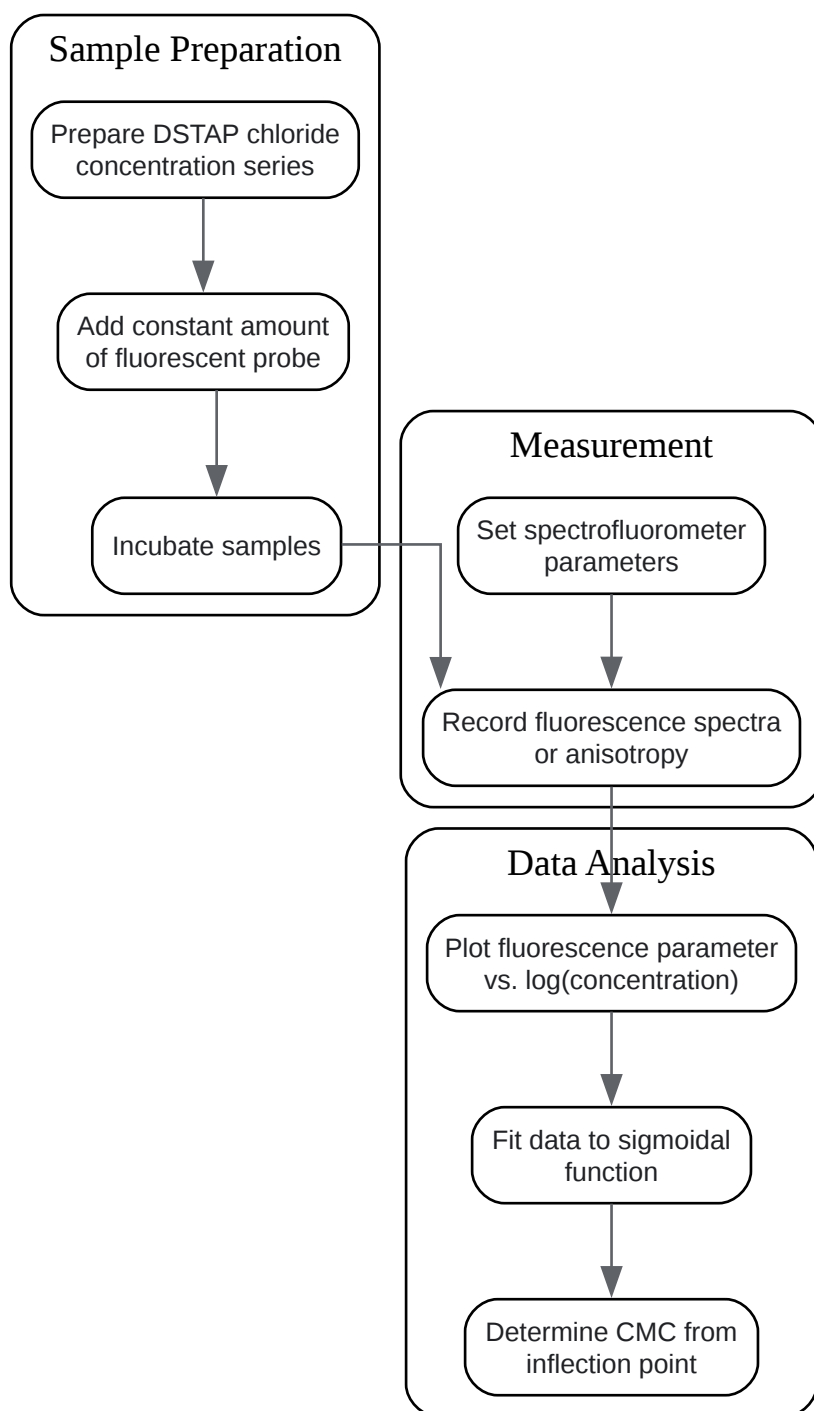 Sample Preparation
Prepare DSTAP chloride
concentration series
Add constant amount
of fluorescent probe
Incubate samples
Measurement
Set spectrofluorometer
parameters
Record fluorescence spectra
or anisotropy
Data Analysis
Plot fluorescence parameter
vs. log(concentration)
Fit data to sigmoidal
function
Determine CMC from
inflection point